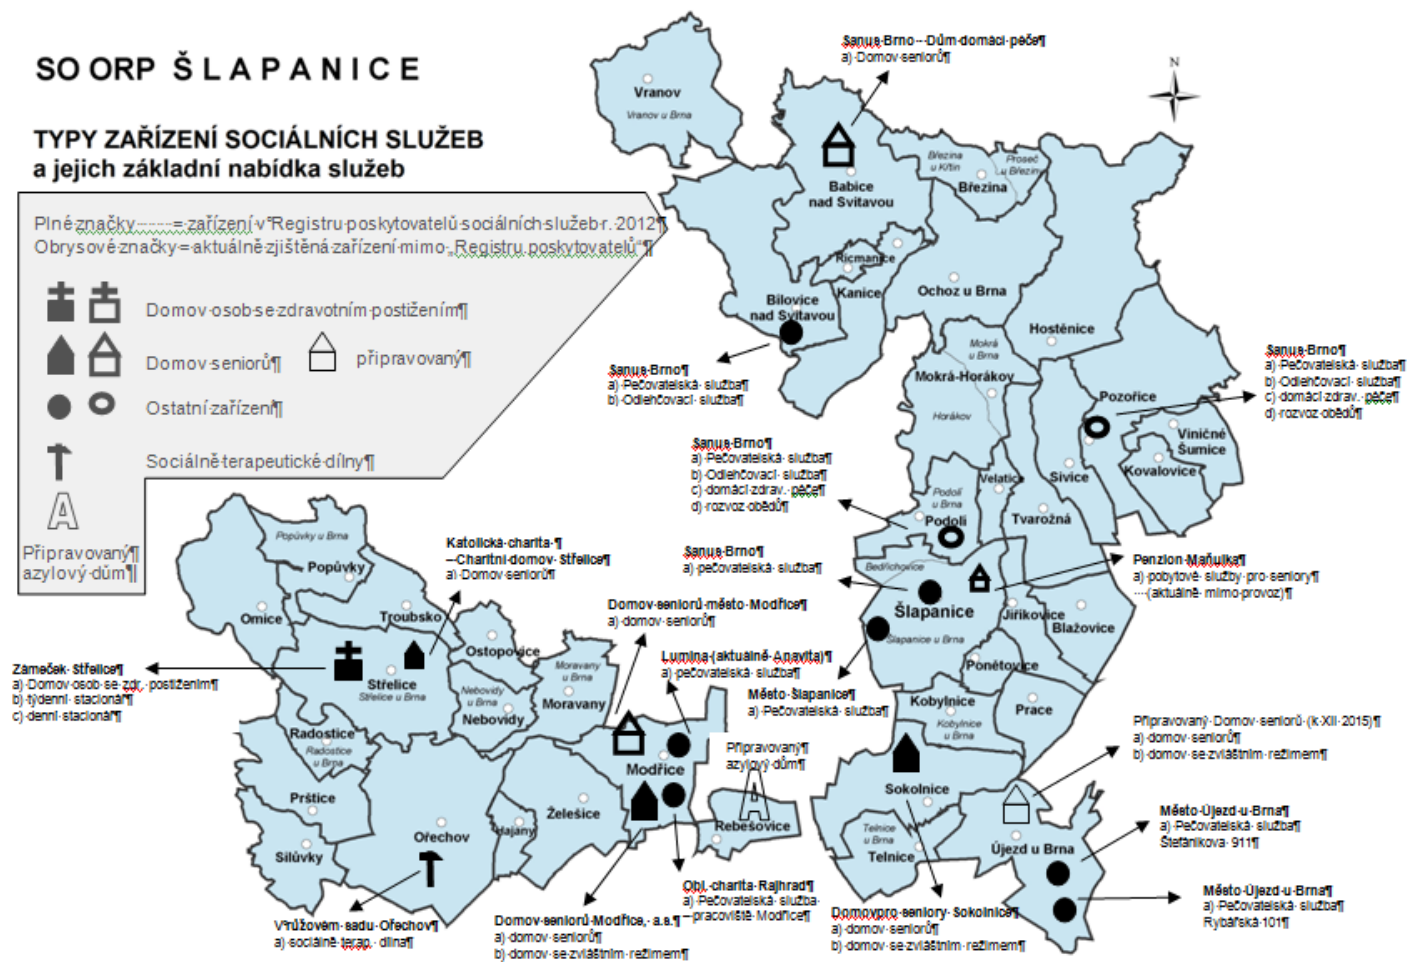 SO ORP ŠLAPANICE
TYPY ZAŘÍZENÍ SOCIÁLNÍCH SLUŽEB
a jejich základní nabídka služeb
Plné značky = zařízení v Registru poskytovatelů sociálních služeb r. 2012¶
Obrysové značky = aktuálně zjištěná zařízení mimo „Registru poskytovatelů"¶
Domov osob se zdravotním postižením¶
Domov seniorů¶
připravovaný¶
Ostatní zařízení¶
Sociálně terapeutické dílny¶
A
Připravovaný¶
azylový dům¶
N
Sanus Brno – Dům domácí péče¶
a) Domov seniorů¶
Vranov
Vranov u Brna
Babice
nad Svitavou
Březina
u Křtin
Proseč
u Březiny
Březina
Řícmanice
Kanice
Ochoz u Brna
Bílovice
nad Svitavou
Hostěnice
Sanus Brno¶
a) Pečovatelská služba¶
b) Odlehčovací služba¶
Mokrá
u Brna
Mokrá-Horákov
Horákov
Pozořice
Sanus Brno¶
a) Pečovatelská služba¶
b) Odlehčovací služba¶
c) domácí zdrav. péče¶
d) rozvoz obědů¶
Viničné
Šumice
Kovalovice
Sivice
Tvarožná
Velatice
Sanus Brno¶
a) Pečovatelská služba¶
b) Odlehčovací služba¶
c) domácí zdrav. péče¶
d) rozvoz obědů¶
Podolí
u Brna
Podolí
Sanus Brno¶
a) pečovatelská služba¶
Bedřichovice
Šlapanice
Šlapanice u Brna
Penzion Maňulka¶
a) pobytové služby pro seniory¶
(aktuálně mimo provoz)¶
Jiříkovice
Blažovice
Ponětovice
Prace
Kobylnice
Kobylnice
u Brna
Popůvky u Brna
Popůvky
Omice
Troubsko
Katolická charita
– Charitní domov Střelice¶
a) Domov seniorů¶
Ostopovice
Domov seniorů město Modřice¶
a) domov seniorů¶
Moravany
u Brna
Moravany
Nebovidy
u Brna
Nebovidy
Lumina (aktuálně Anavita)¶
a) pečovatelská služba¶
Město Šlapanice¶
a) Pečovatelská služba¶
Zámeček Střelice¶
a) Domov osob se zdr. postižením¶
b) týdenní stacionář¶
c) denní stacionář¶
Střelice
Střelice u Brna
Radostice
Radostice
u Brna
Prštice
Silůvky
Ořechov
Hajany
Želešice
Modřice
Připravovaný¶
azylový dům¶
A
Rebešovice
Sokolnice
Telnice
u Brna
Telnice
Újezd u Brna
Připravovaný Domov seniorů (k XII 2015)¶
a) domov seniorů¶
b) domov se zvláštním režimem¶
Město Újezd u Brna¶
a) Pečovatelská služba¶
Štefánikova 911¶
Město Újezd u Brna¶
a) Pečovatelská služba¶
Rybářská 101¶
V růžovém sadu Ořechov¶
a) sociálně terap. dílna¶
Domov seniorů Modřice, a.s.¶
a) domov seniorů¶
b) domov se zvláštním režimem¶
Obl. charita Rajhrad¶
a) Pečovatelská služba
– pracoviště Modřice¶
Domov pro seniory Sokolnice¶
a) domov seniorů¶
b) domov se zvláštním režimem¶